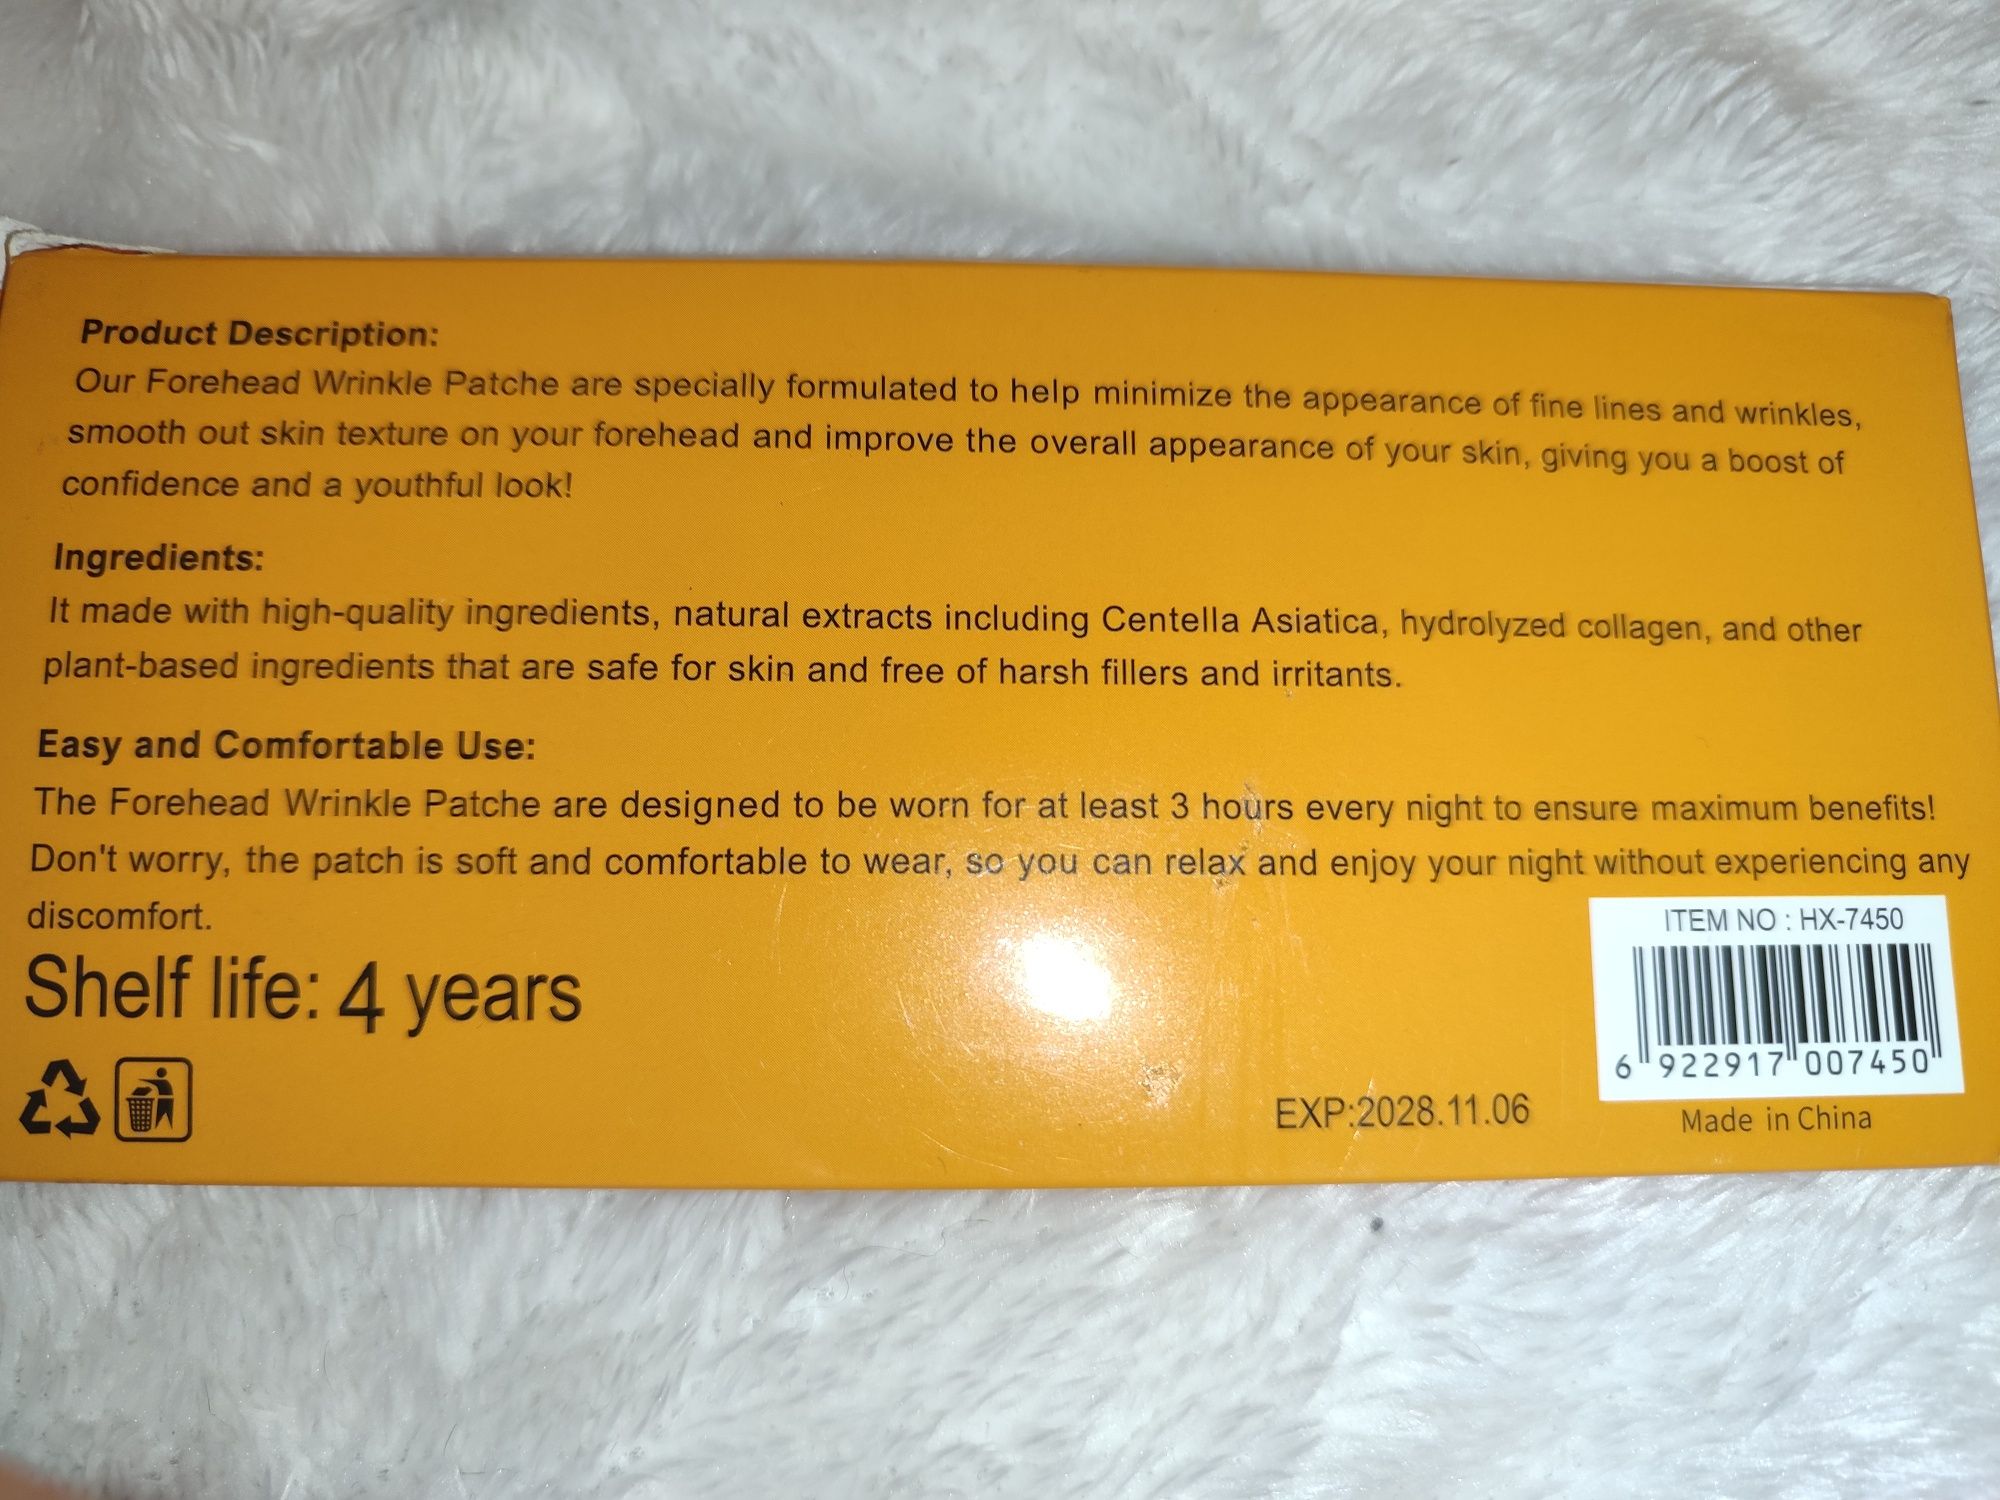 Product Description:
Our Forehead Wrinkle Patche are specially formulated to help minimize the appearance of fine lines and wrinkles,
smooth out skin texture on your forehead and improve the overall appearance of your skin, giving you a boost of
confidence and a youthful look!
Ingredients:
It made with high-quality ingredients, natural extracts including Centella Asiatica, hydrolyzed collagen, and other
plant-based ingredients that are safe for skin and free of harsh fillers and irritants.
Easy and Comfortable Use:
The Forehead Wrinkle Patche are designed to be worn for at least 3 hours every night to ensure maximum benefits!
Don't worry, the patch is soft and comfortable to wear, so you can relax and enjoy your night without experiencing any
discomfort.
Shelf life: 4 years
ITEM NO : HX-7450
6 922917 007450
EXP:2028.11.06
Made in China